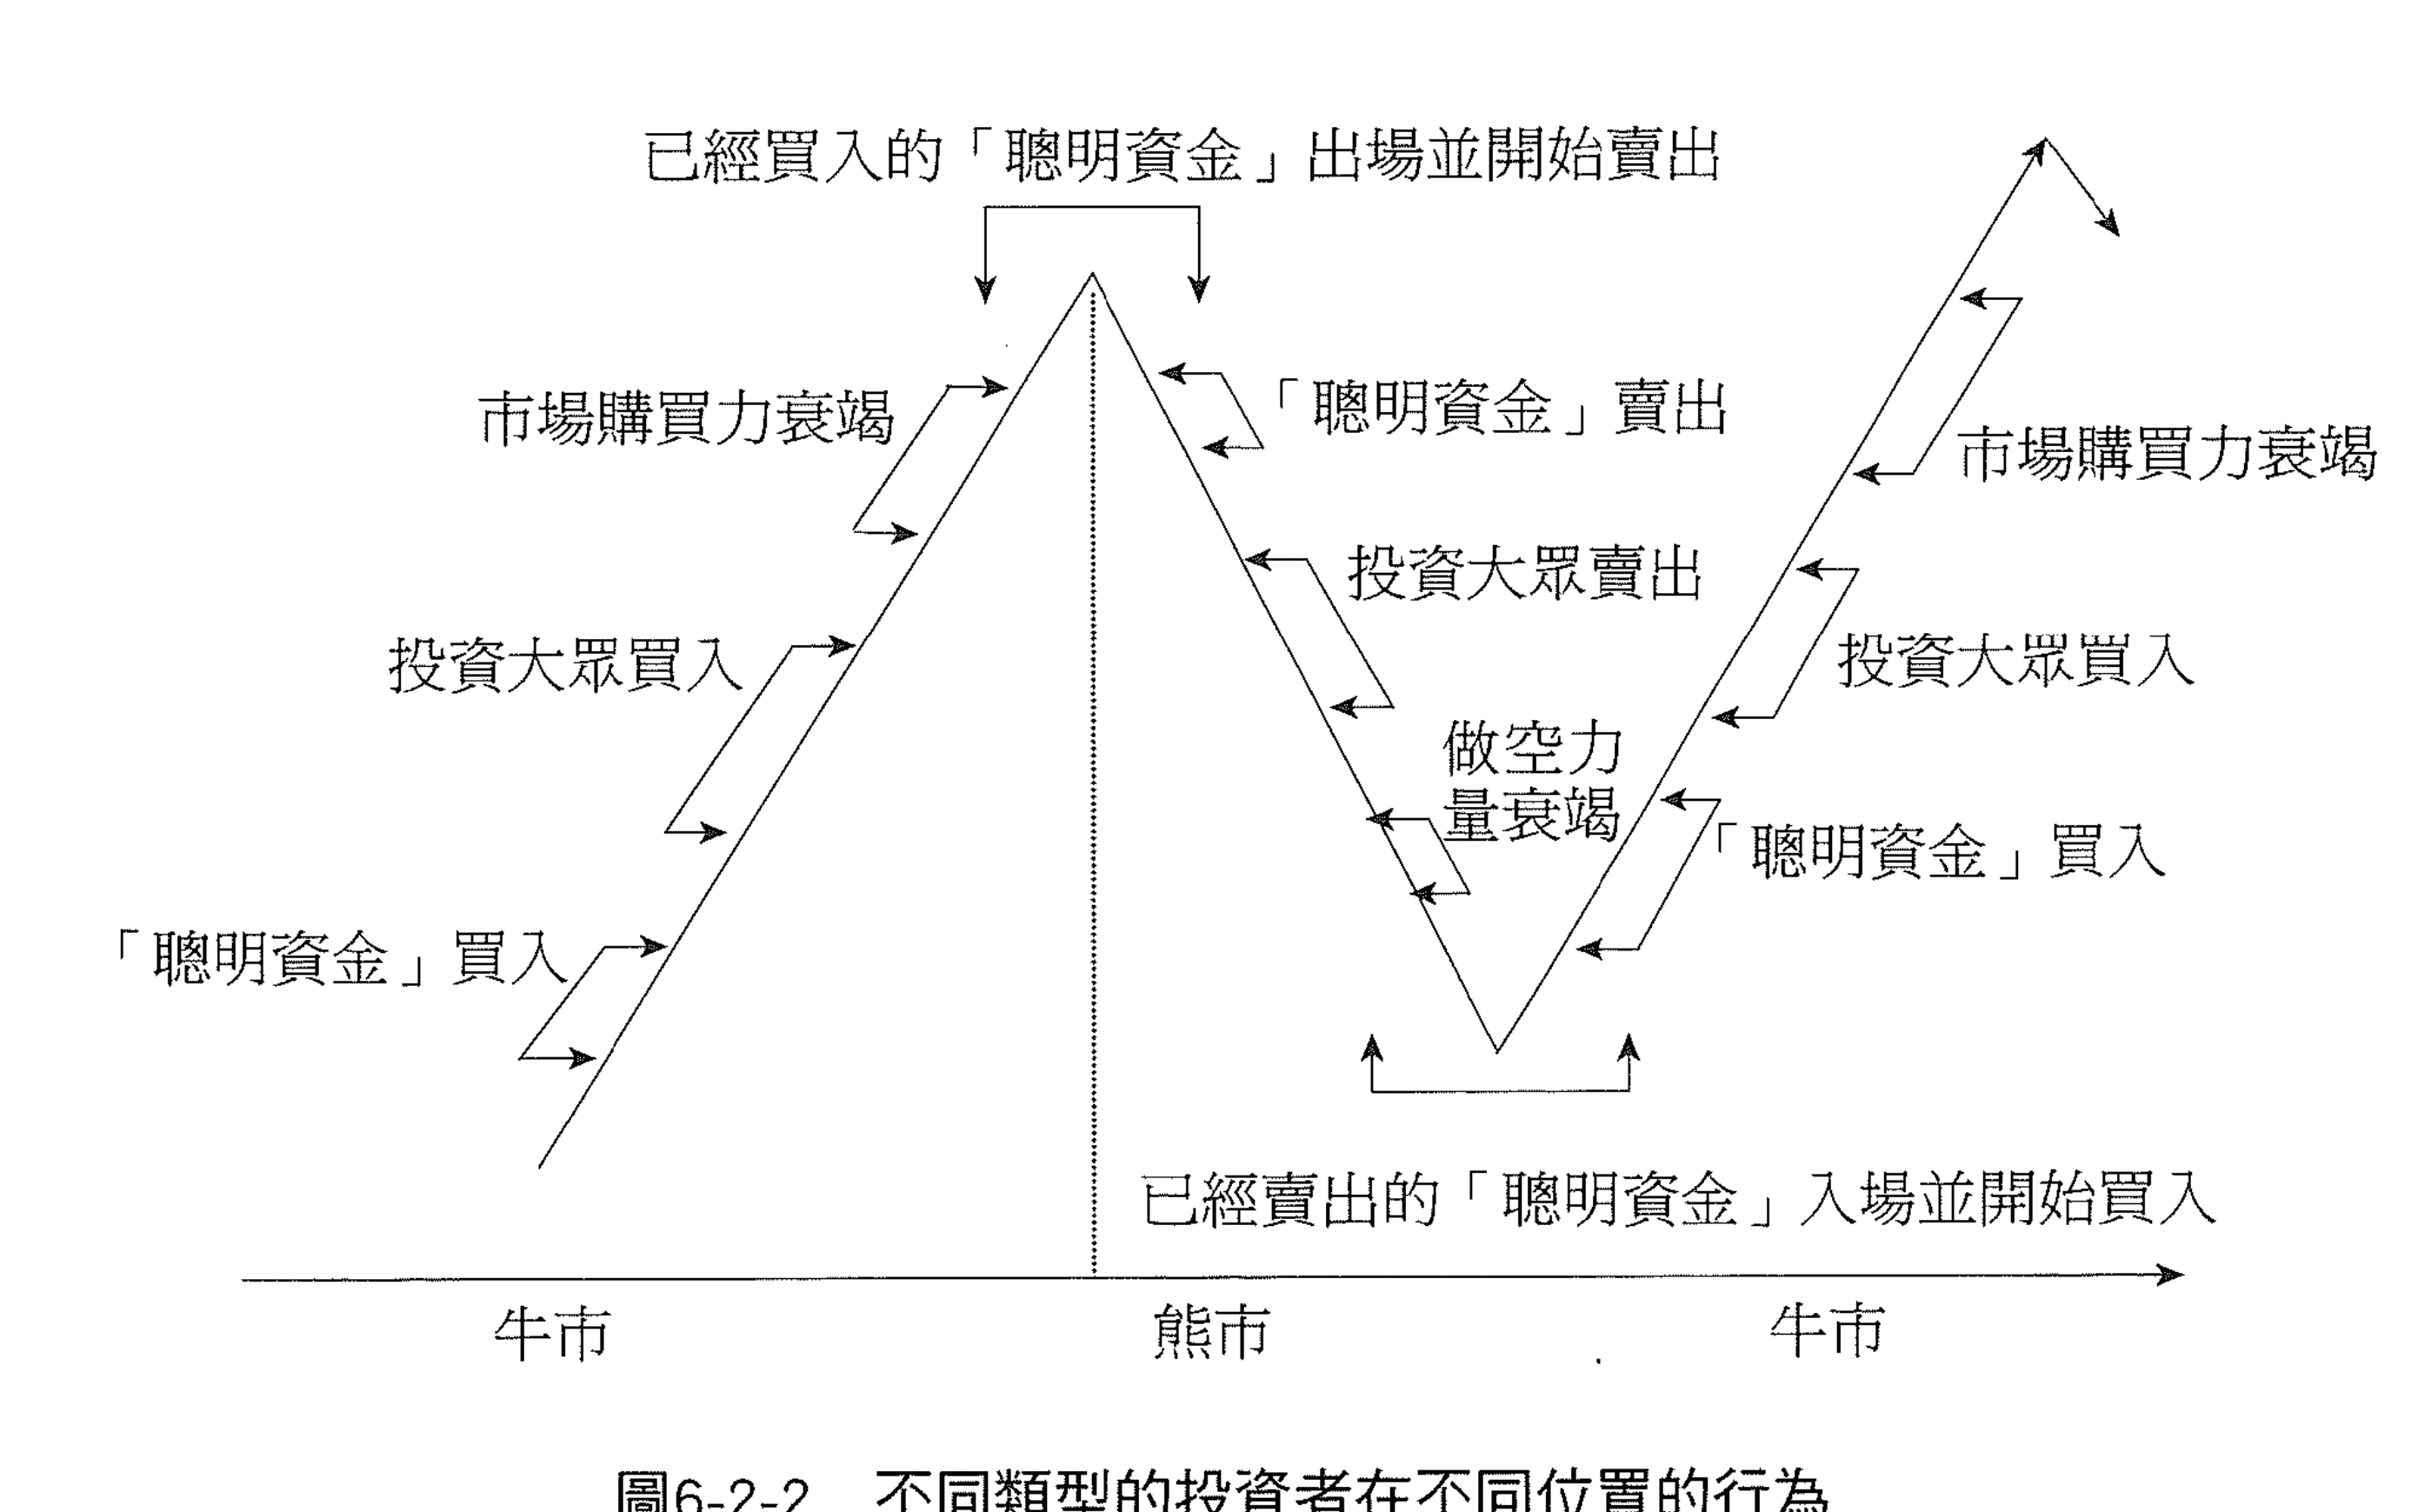 已經買入的「聰明資金」出場並開始賣出
市場購買力衰竭
「聰明資金」賣出
市場購買力衰竭
投資大眾賣出
投資大眾買入
投資大眾買入
做空力
量衰竭
「聰明資金」買入
「聰明資金」買入
已經賣出的「聰明資金」入場並開始買入
牛市
熊市
牛市
圖6-2-2 不同類型的投資者在不同位置的行為